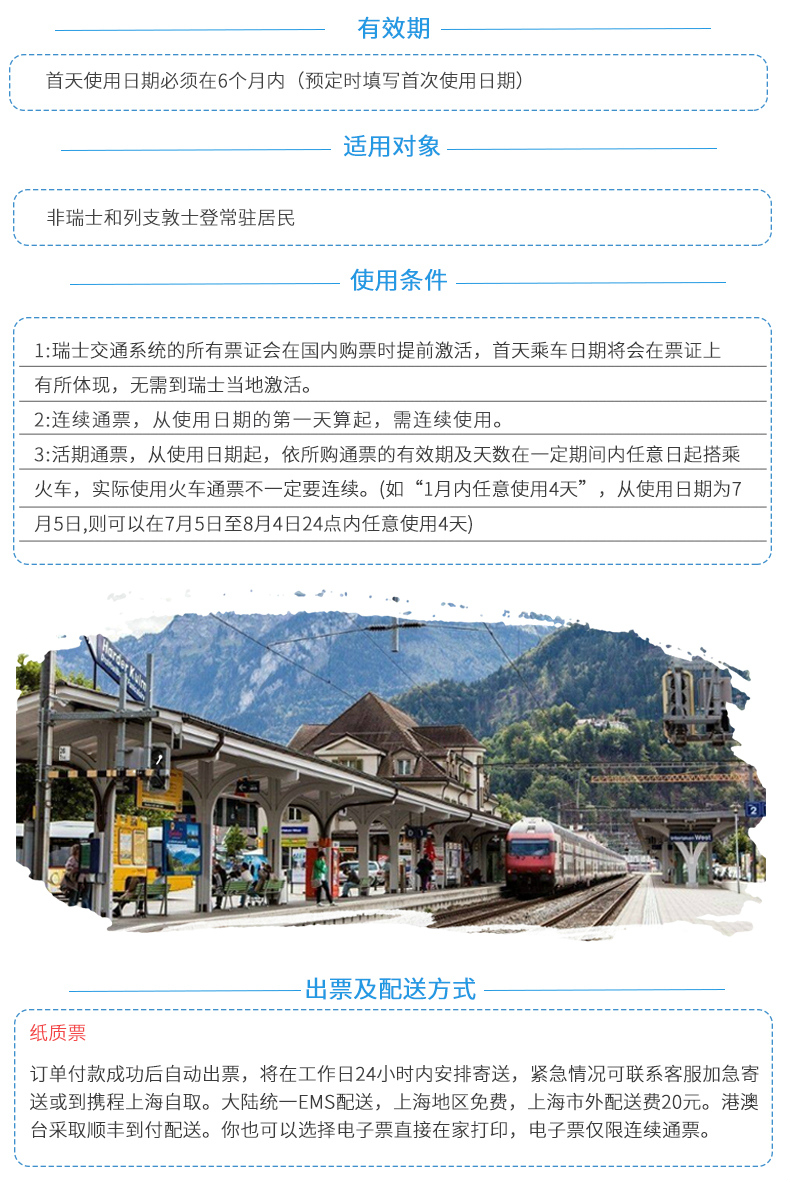 有效期
首天使用日期必须在6个月内（预定时填写首次使用日期）
适用对象
非瑞士和列支敦士登常驻居民
使用条件
1:瑞士交通系统的所有票证会在国内购票时提前激活，首天乘车日期将会在票证上
有所体现，无需到瑞士当地激活。
2:连续通票，从使用日期的第一天算起，需连续使用。
3:活期通票，从使用日期起，依所购通票的有效期及天数在一定期间内任意日起搭乘
火车，实际使用火车通票不一定要连续。(如“1月内任意使用4天”，从使用日期为7
月5日,则可以在7月5日至8月4日24点内任意使用4天)
Harder Kulm
2
West
出票及配送方式
纸质票
订单付款成功后自动出票，将在工作日24小时内安排寄送，紧急情况可联系客服加急寄
送或到携程上海自取。大陆统一EMS配送，上海地区免费，上海市外配送费20元。港澳
台采取顺丰到付配送。你也可以选择电子票直接在家打印，电子票仅限连续通票。